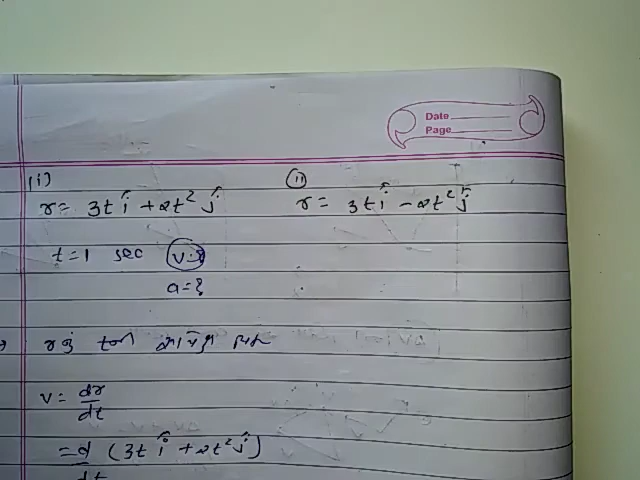 Date
Page
(i)
r = 3t î + 2t² ĵ
(ii)
r = 3t î - 2t² ĵ
t = 1 sec v = ?
a = ?
v = dr/dt
= d/dt (3t î + 2t² ĵ)